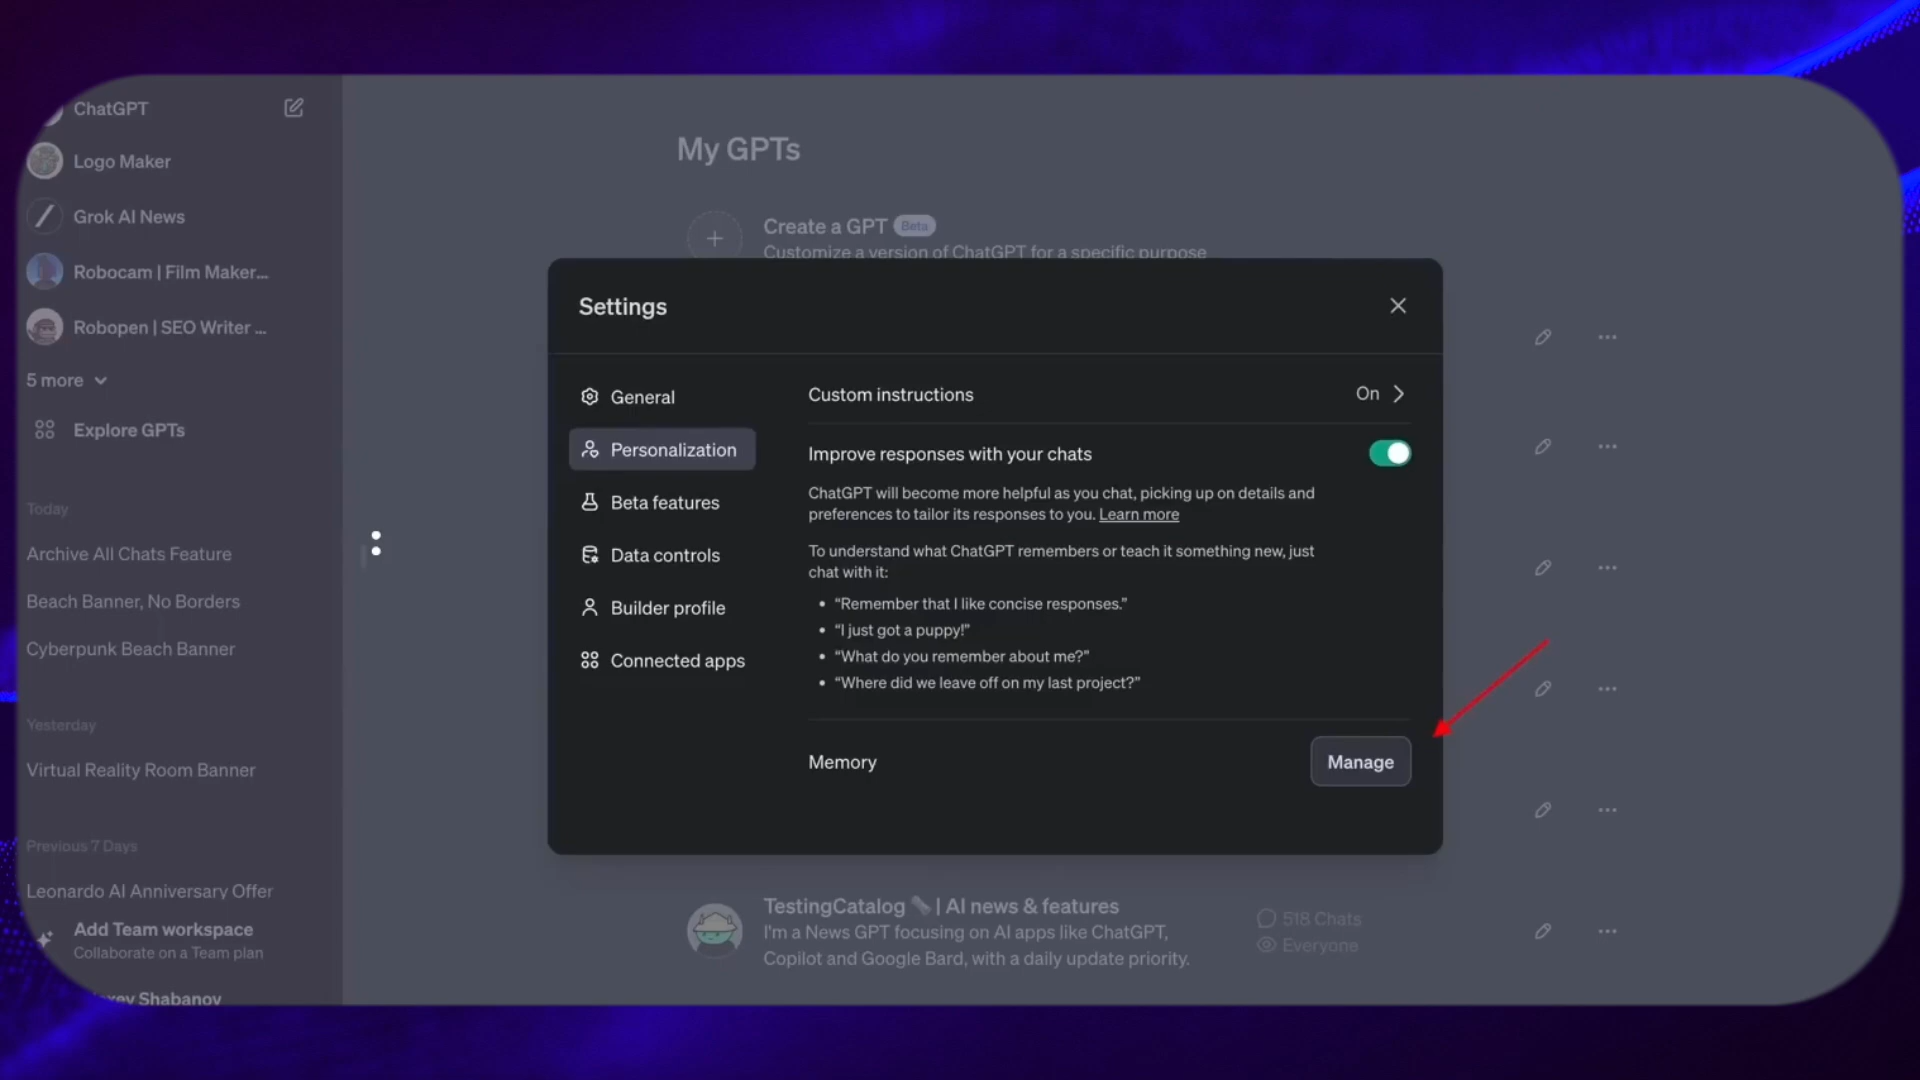 ChatGPT
Logo Maker
Grok AI News
Robocam | Film Maker...
Robopen | SEO Writer ...
5 more
Explore GPTs
Today
Archive All Chats Feature
Beach Banner, No Borders
Cyberpunk Beach Banner
Yesterday
Virtual Reality Room Banner
Previous 7 Days
Leonardo AI Anniversary Offer
Add Team workspace
Collaborate on a Team plan
Shabanov
My GPTs
Create a GPT Beta
Customize a version of ChatGPT for a specific purpose
Settings
General
Personalization
Beta features
Data controls
Builder profile
Connected apps
Custom instructions On
Improve responses with your chats
ChatGPT will become more helpful as you chat, picking up on details and
preferences to tailor its responses to you. Learn more
To understand what ChatGPT remembers or teach it something new, just
chat with it:
• “Remember that I like concise responses.”
• “I just got a puppy!”
• “What do you remember about me?”
• “Where did we leave off on my last project?”
Memory Manage
TestingCatalog | AI news & features
I'm a News GPT focusing on AI apps like ChatGPT,
Copilot and Google Bard, with a daily update priority.
518 Chats
Everyone